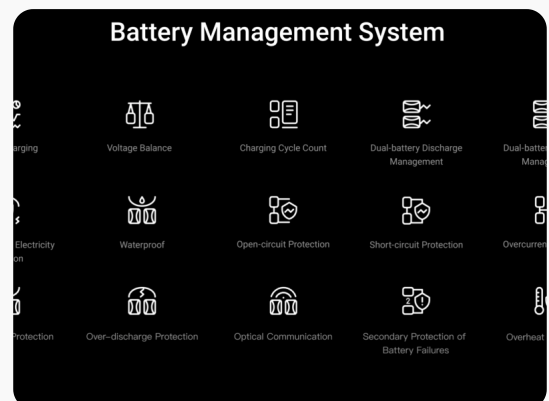 Battery Management System
arging
Voltage Balance
Charging Cycle Count
Dual-battery Discharge
Management
Dual-batter
Manag
Electricity
on
Waterproof
Open-circuit Protection
Short-circuit Protection
Overcurren
Protection
Over-discharge Protection
Optical Communication
2
Secondary Protection of
Battery Failures
Overheat